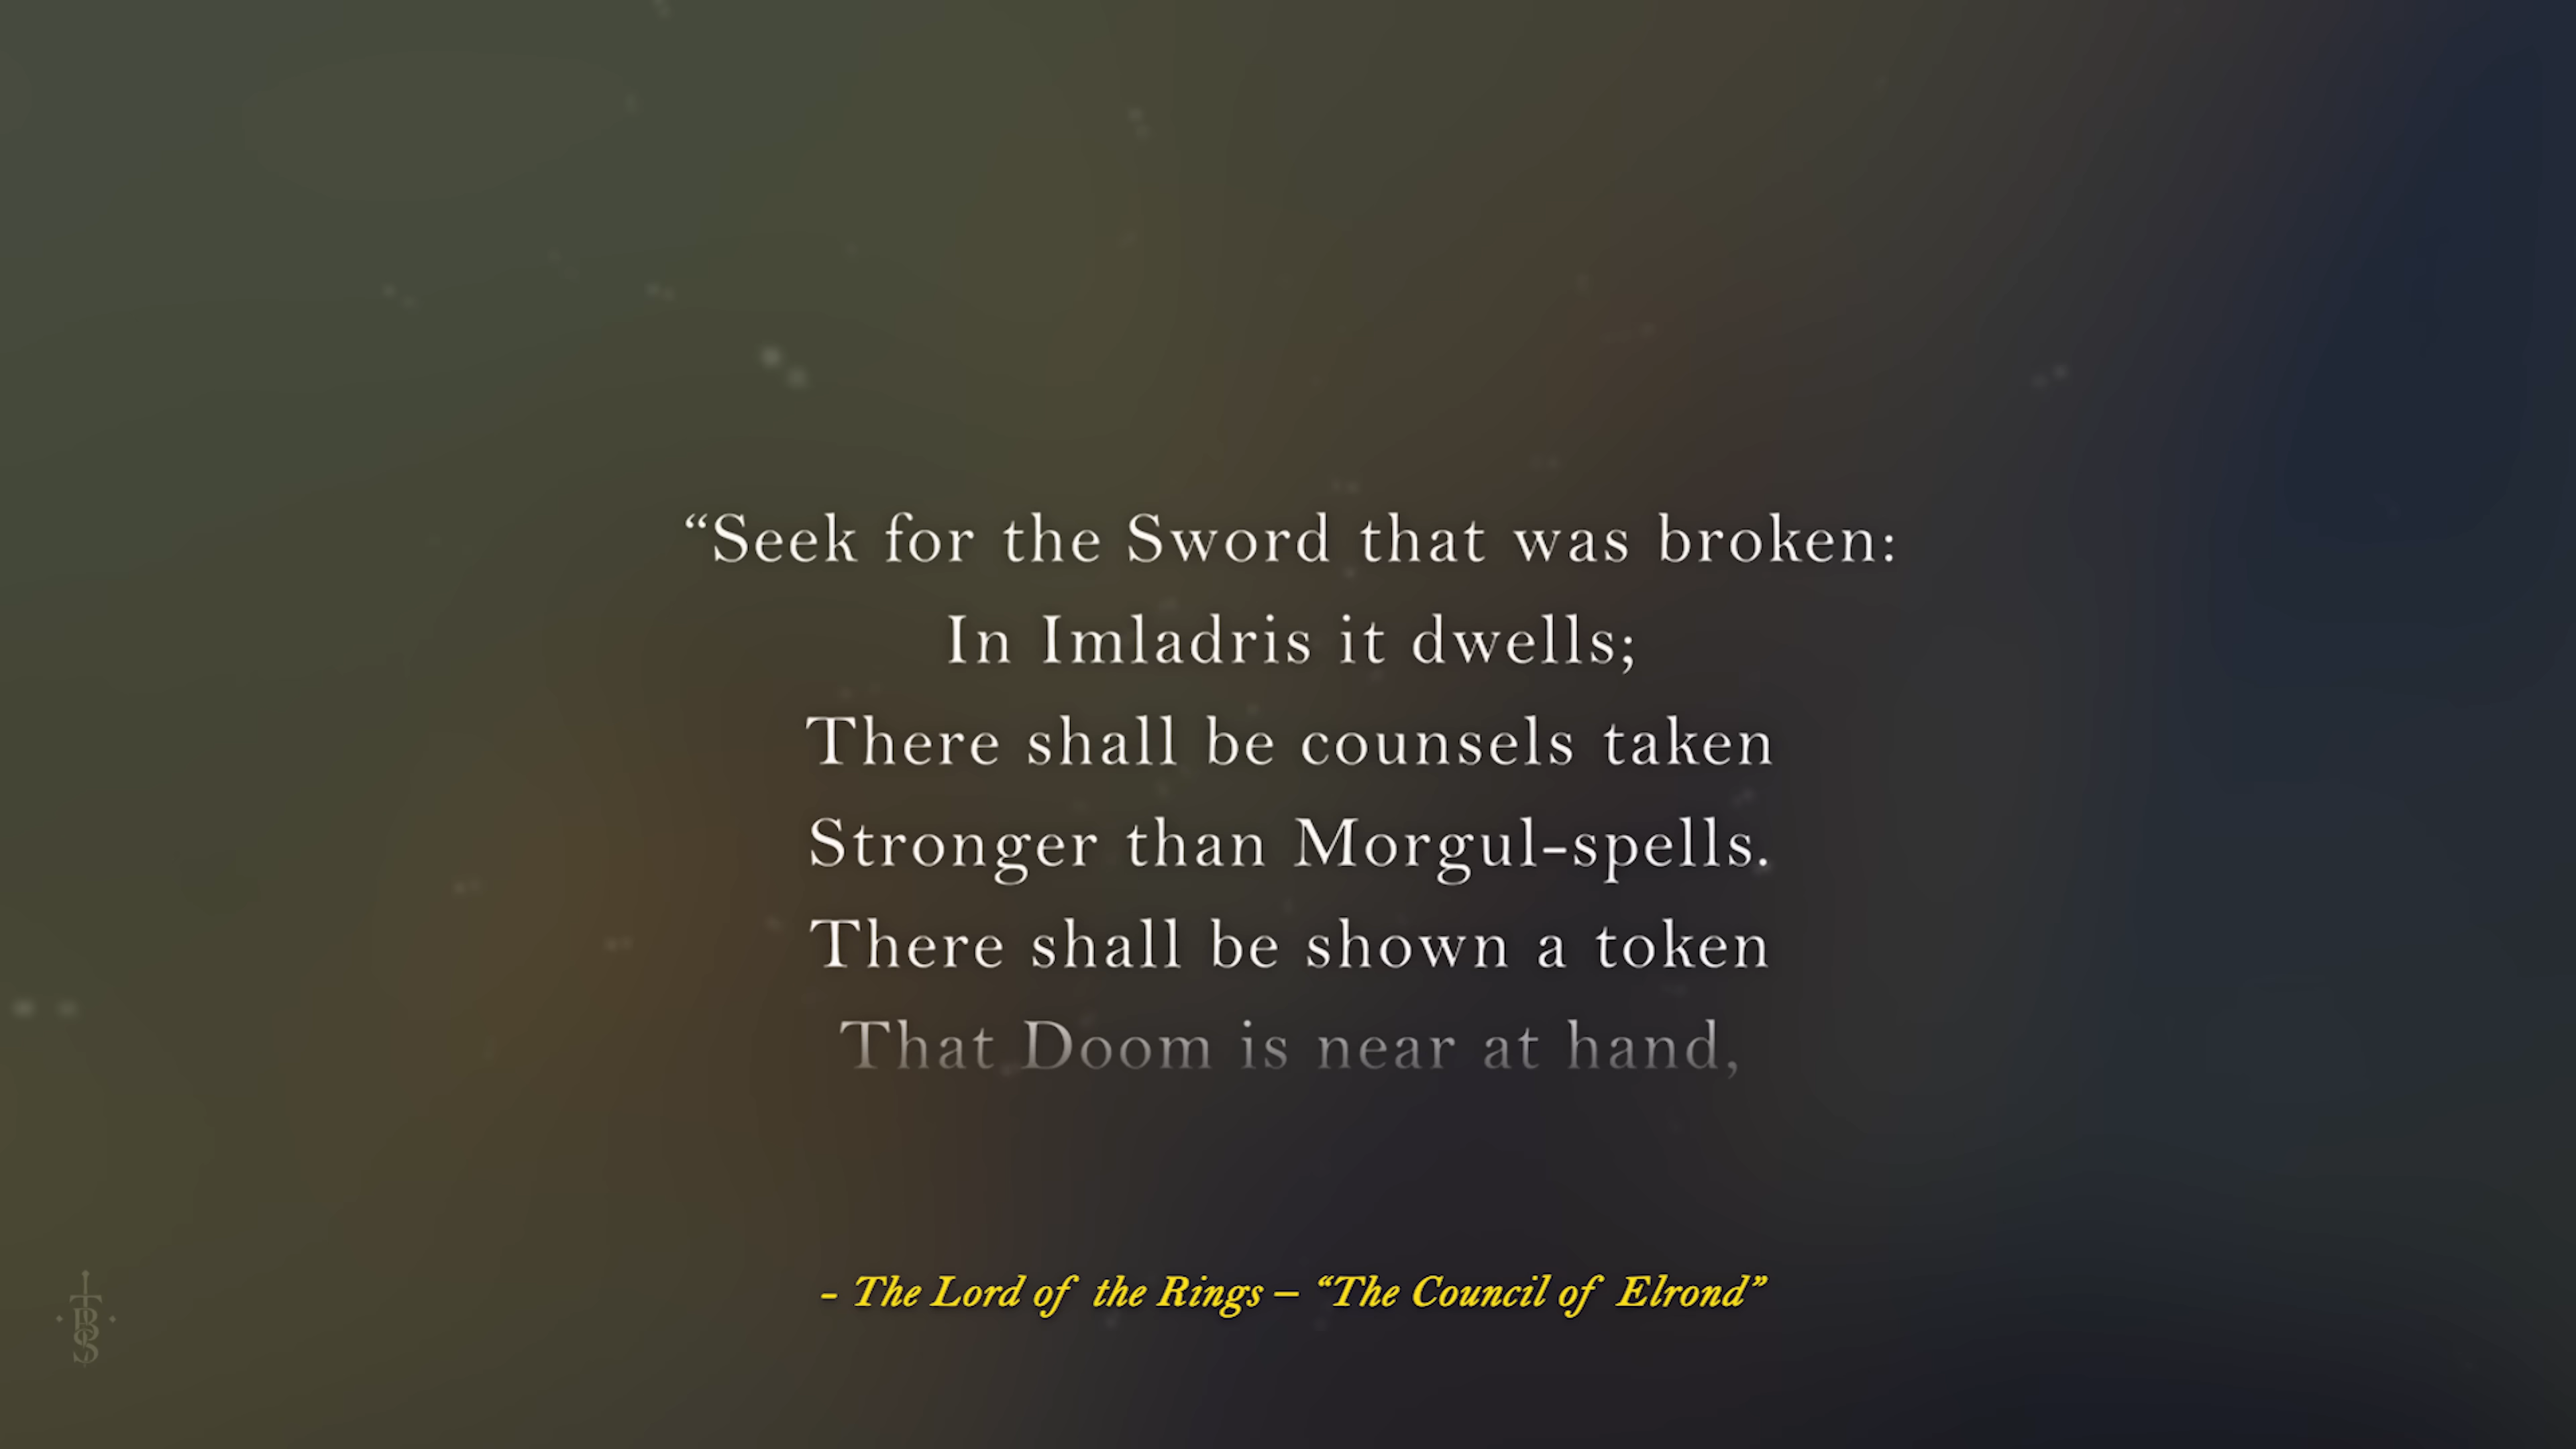 “Seek for the Sword that was broken:
In Imladris it dwells;
There shall be counsels taken
Stronger than Morgul-spells.
There shall be shown a token
That Doom is near at hand,
- The Lord of the Rings – “The Council of Elrond”
TBS